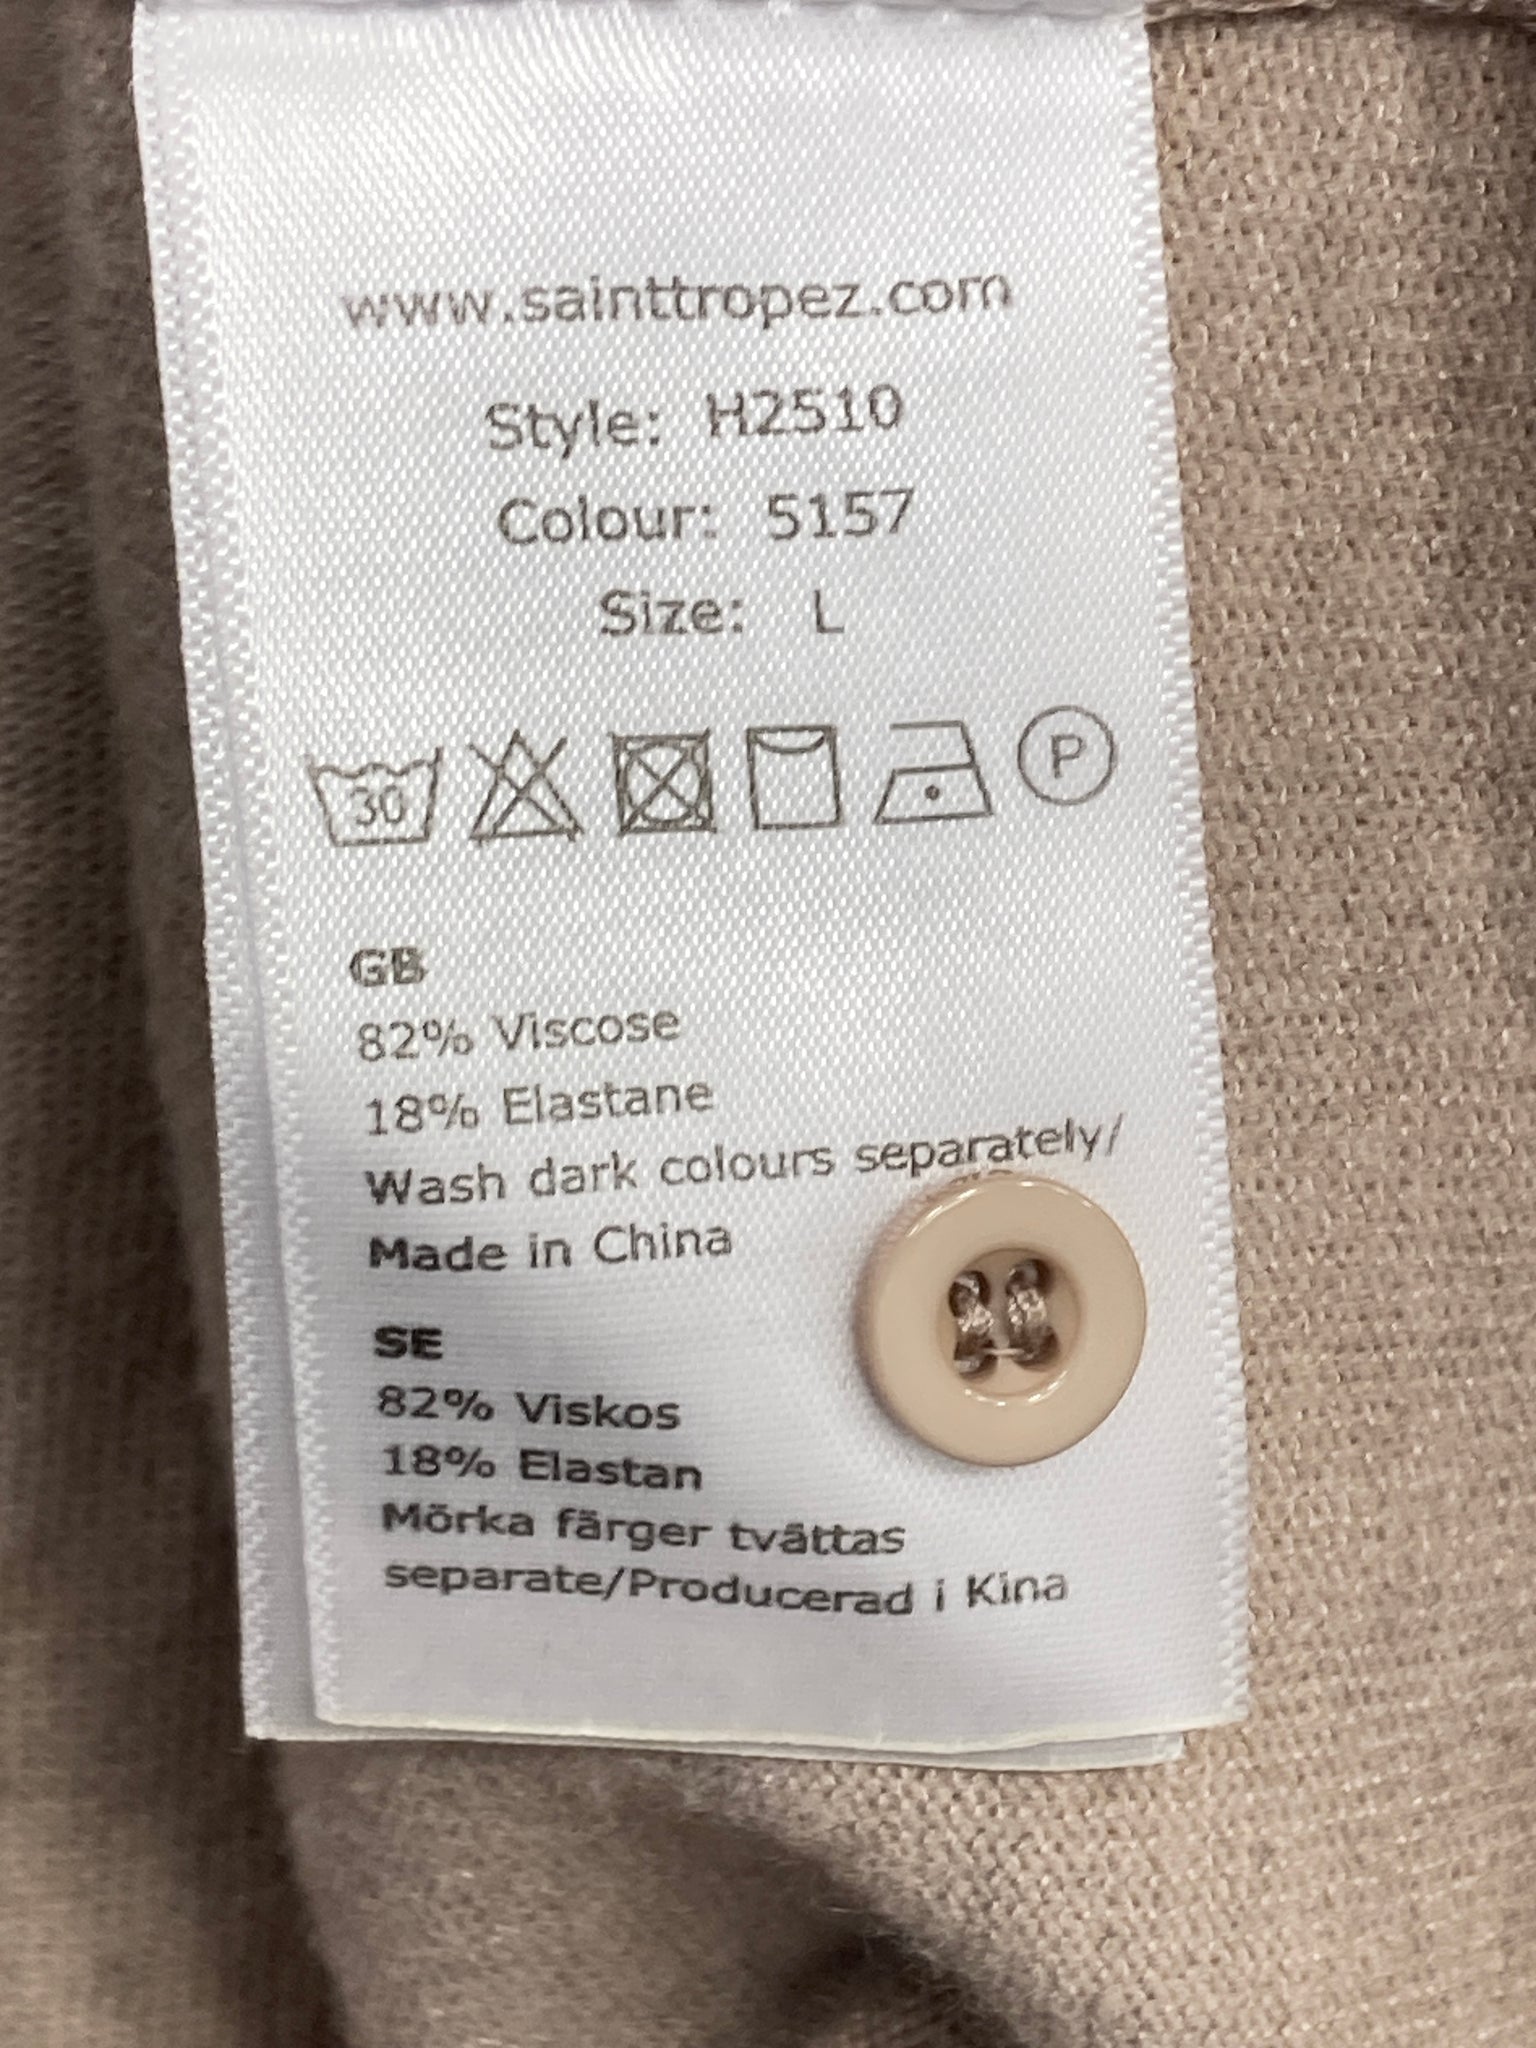 www.sainttropez.com
Style: H2510
Colour: 5157
Size: L
30
P
GB
82% Viscose
18% Elastane
Wash dark colours separately/
Made in China
SE
82% Viskos
18% Elastan
Mörka färger tvättas
separate/Producerad i Kina